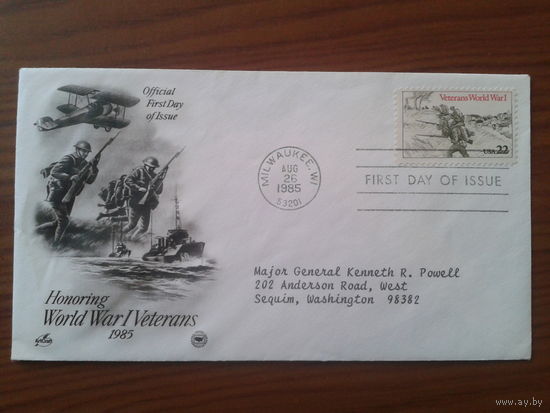 Official
First Day
of Issue
Veterans World War I
USA 22
MILWAUKEE, WI
AUG
26
1985
53201
FIRST DAY OF ISSUE
Major General Kenneth R. Powell
202 Anderson Road, West
Sequim, Washington 98382
Honoring
World War I Veterans
1985
www.ay.by